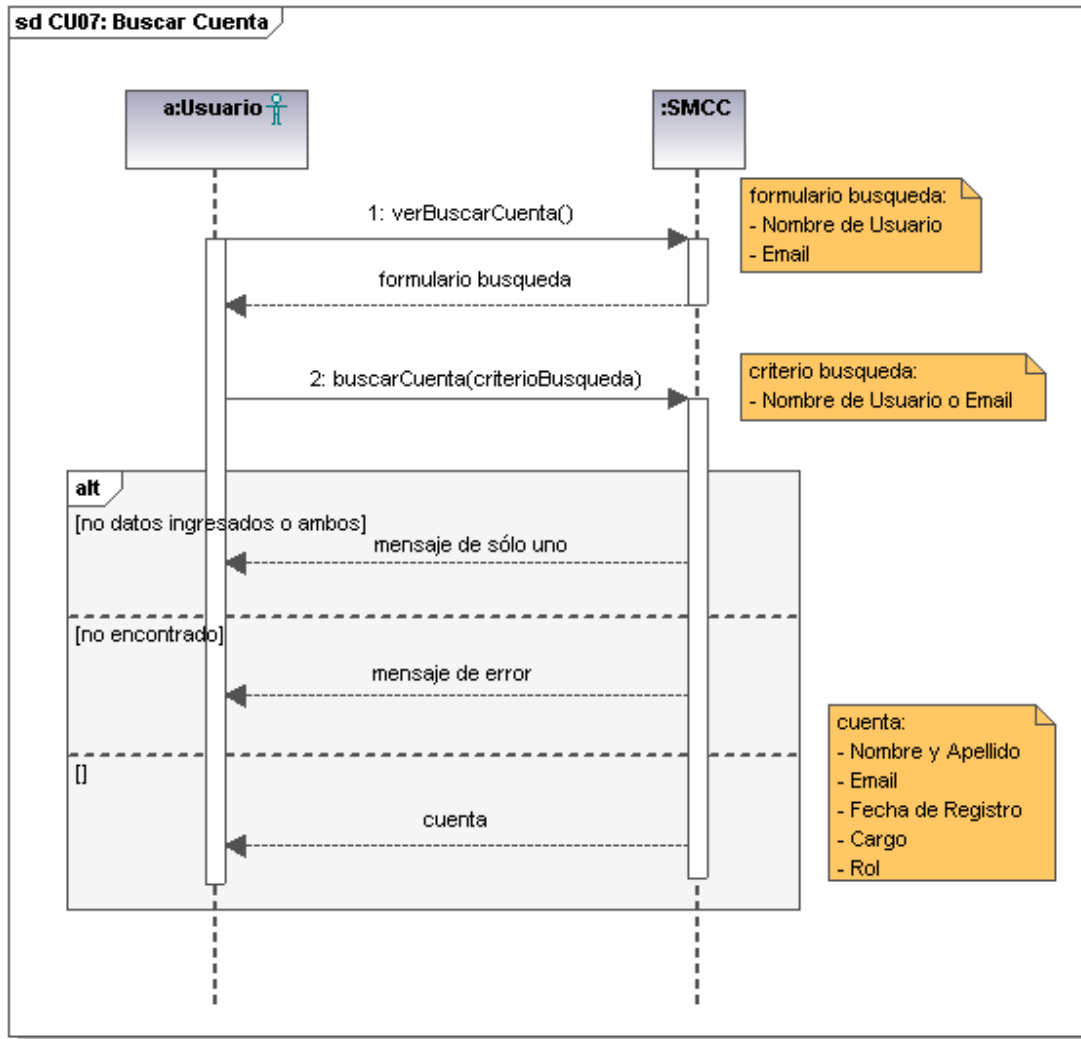 sd CU07: Buscar Cuenta
a:Usuario
:SMCC
formulario busqueda:
- Nombre de Usuario
- Email
1: verBuscarCuenta()
formulario busqueda
criterio busqueda:
- Nombre de Usuario o Email
2: buscarCuenta(criterioBusqueda)
alt
[no datos ingresados o ambos]
mensaje de sólo uno
[no encontrado]
mensaje de error
cuenta:
- Nombre y Apellido
- Email
- Fecha de Registro
- Cargo
- Rol
[]
cuenta